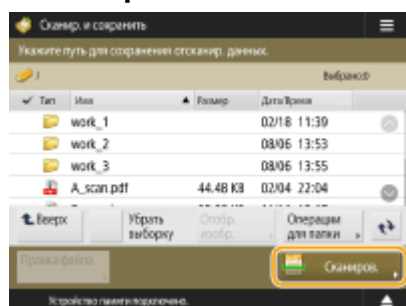 Сканир. и сохранить
Укажите путь для сохранения отсканир. данных.
/
Выбрано:0
Тип Имя Размер Дата/Время
work_1 02/18 11:39
work_2 08/06 13:53
work_3 08/06 13:55
A_scan.pdf 44.4B KB 02/04 22:04
Вверх
Убрать
выборку
Отобр.
изобр.
Операции
для папки
Правка файла
Сканиров.
Устройство памяти подключено.